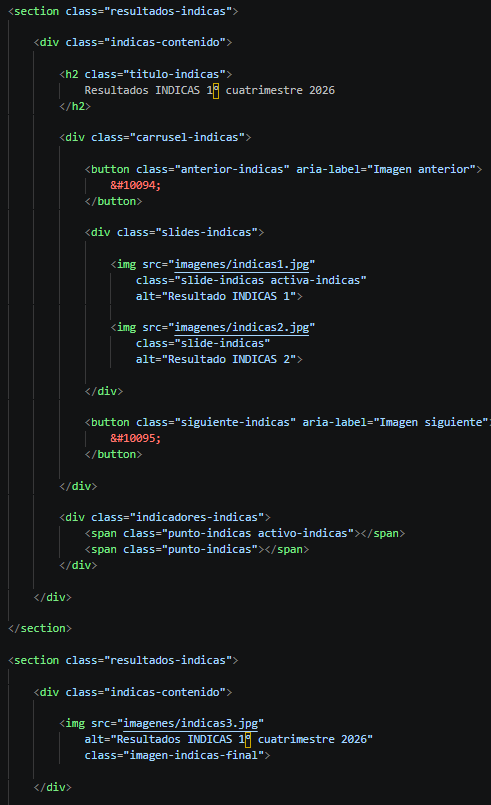 <section class="resultados-indicas">
<div class="indicas-contenido">
<h2 class="titulo-indicas">
Resultados INDICAS 1º cuatrimestre 2026
</h2>
<div class="carrusel-indicas">
<button class="anterior-indicas" aria-label="Imagen anterior">
&#10094;
</button>
<div class="slides-indicas">
<img src="imagenes/indicas1.jpg"
class="slide-indicas activa-indicas"
alt="Resultado INDICAS 1">
<img src="imagenes/indicas2.jpg"
class="slide-indicas"
alt="Resultado INDICAS 2">
</div>
<button class="siguiente-indicas" aria-label="Imagen siguiente"
&#10095;
</button>
</div>
<div class="indicadores-indicas">
<span class="punto-indicas activo-indicas"></span>
<span class="punto-indicas"></span>
</div>
</div>
</section>
<section class="resultados-indicas">
<div class="indicas-contenido">
<img src="imagenes/indicas3.jpg"
alt="Resultados INDICAS 1º cuatrimestre 2026"
class="imagen-indicas-final">
</div>